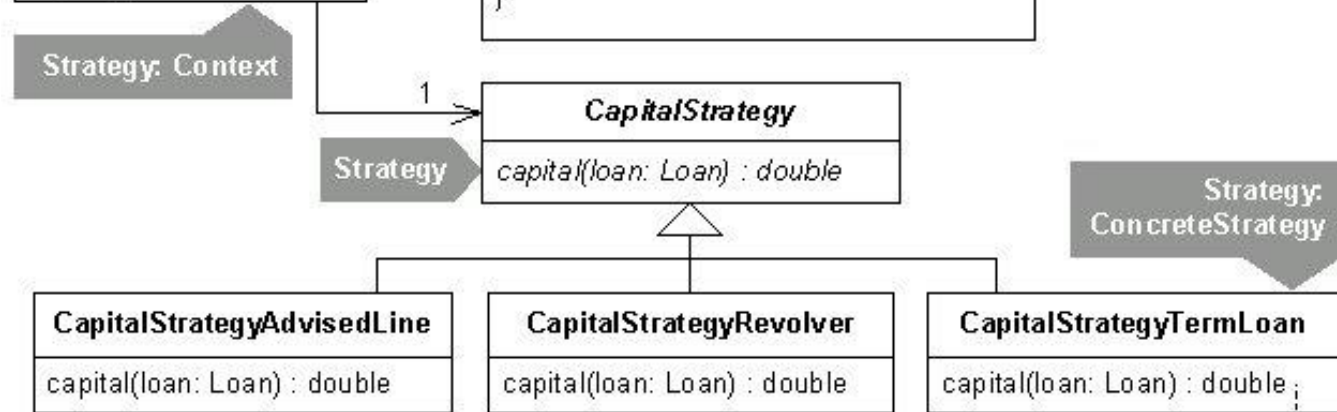 }
Strategy: Context
1
CapitalStrategy
Strategy
capital(loan: Loan) : double
Strategy:
ConcreteStrategy
CapitalStrategyAdvisedLine
CapitalStrategyRevolver
CapitalStrategyTermLoan
capital(loan: Loan) : double
capital(loan: Loan) : double
capital(loan: Loan) : double